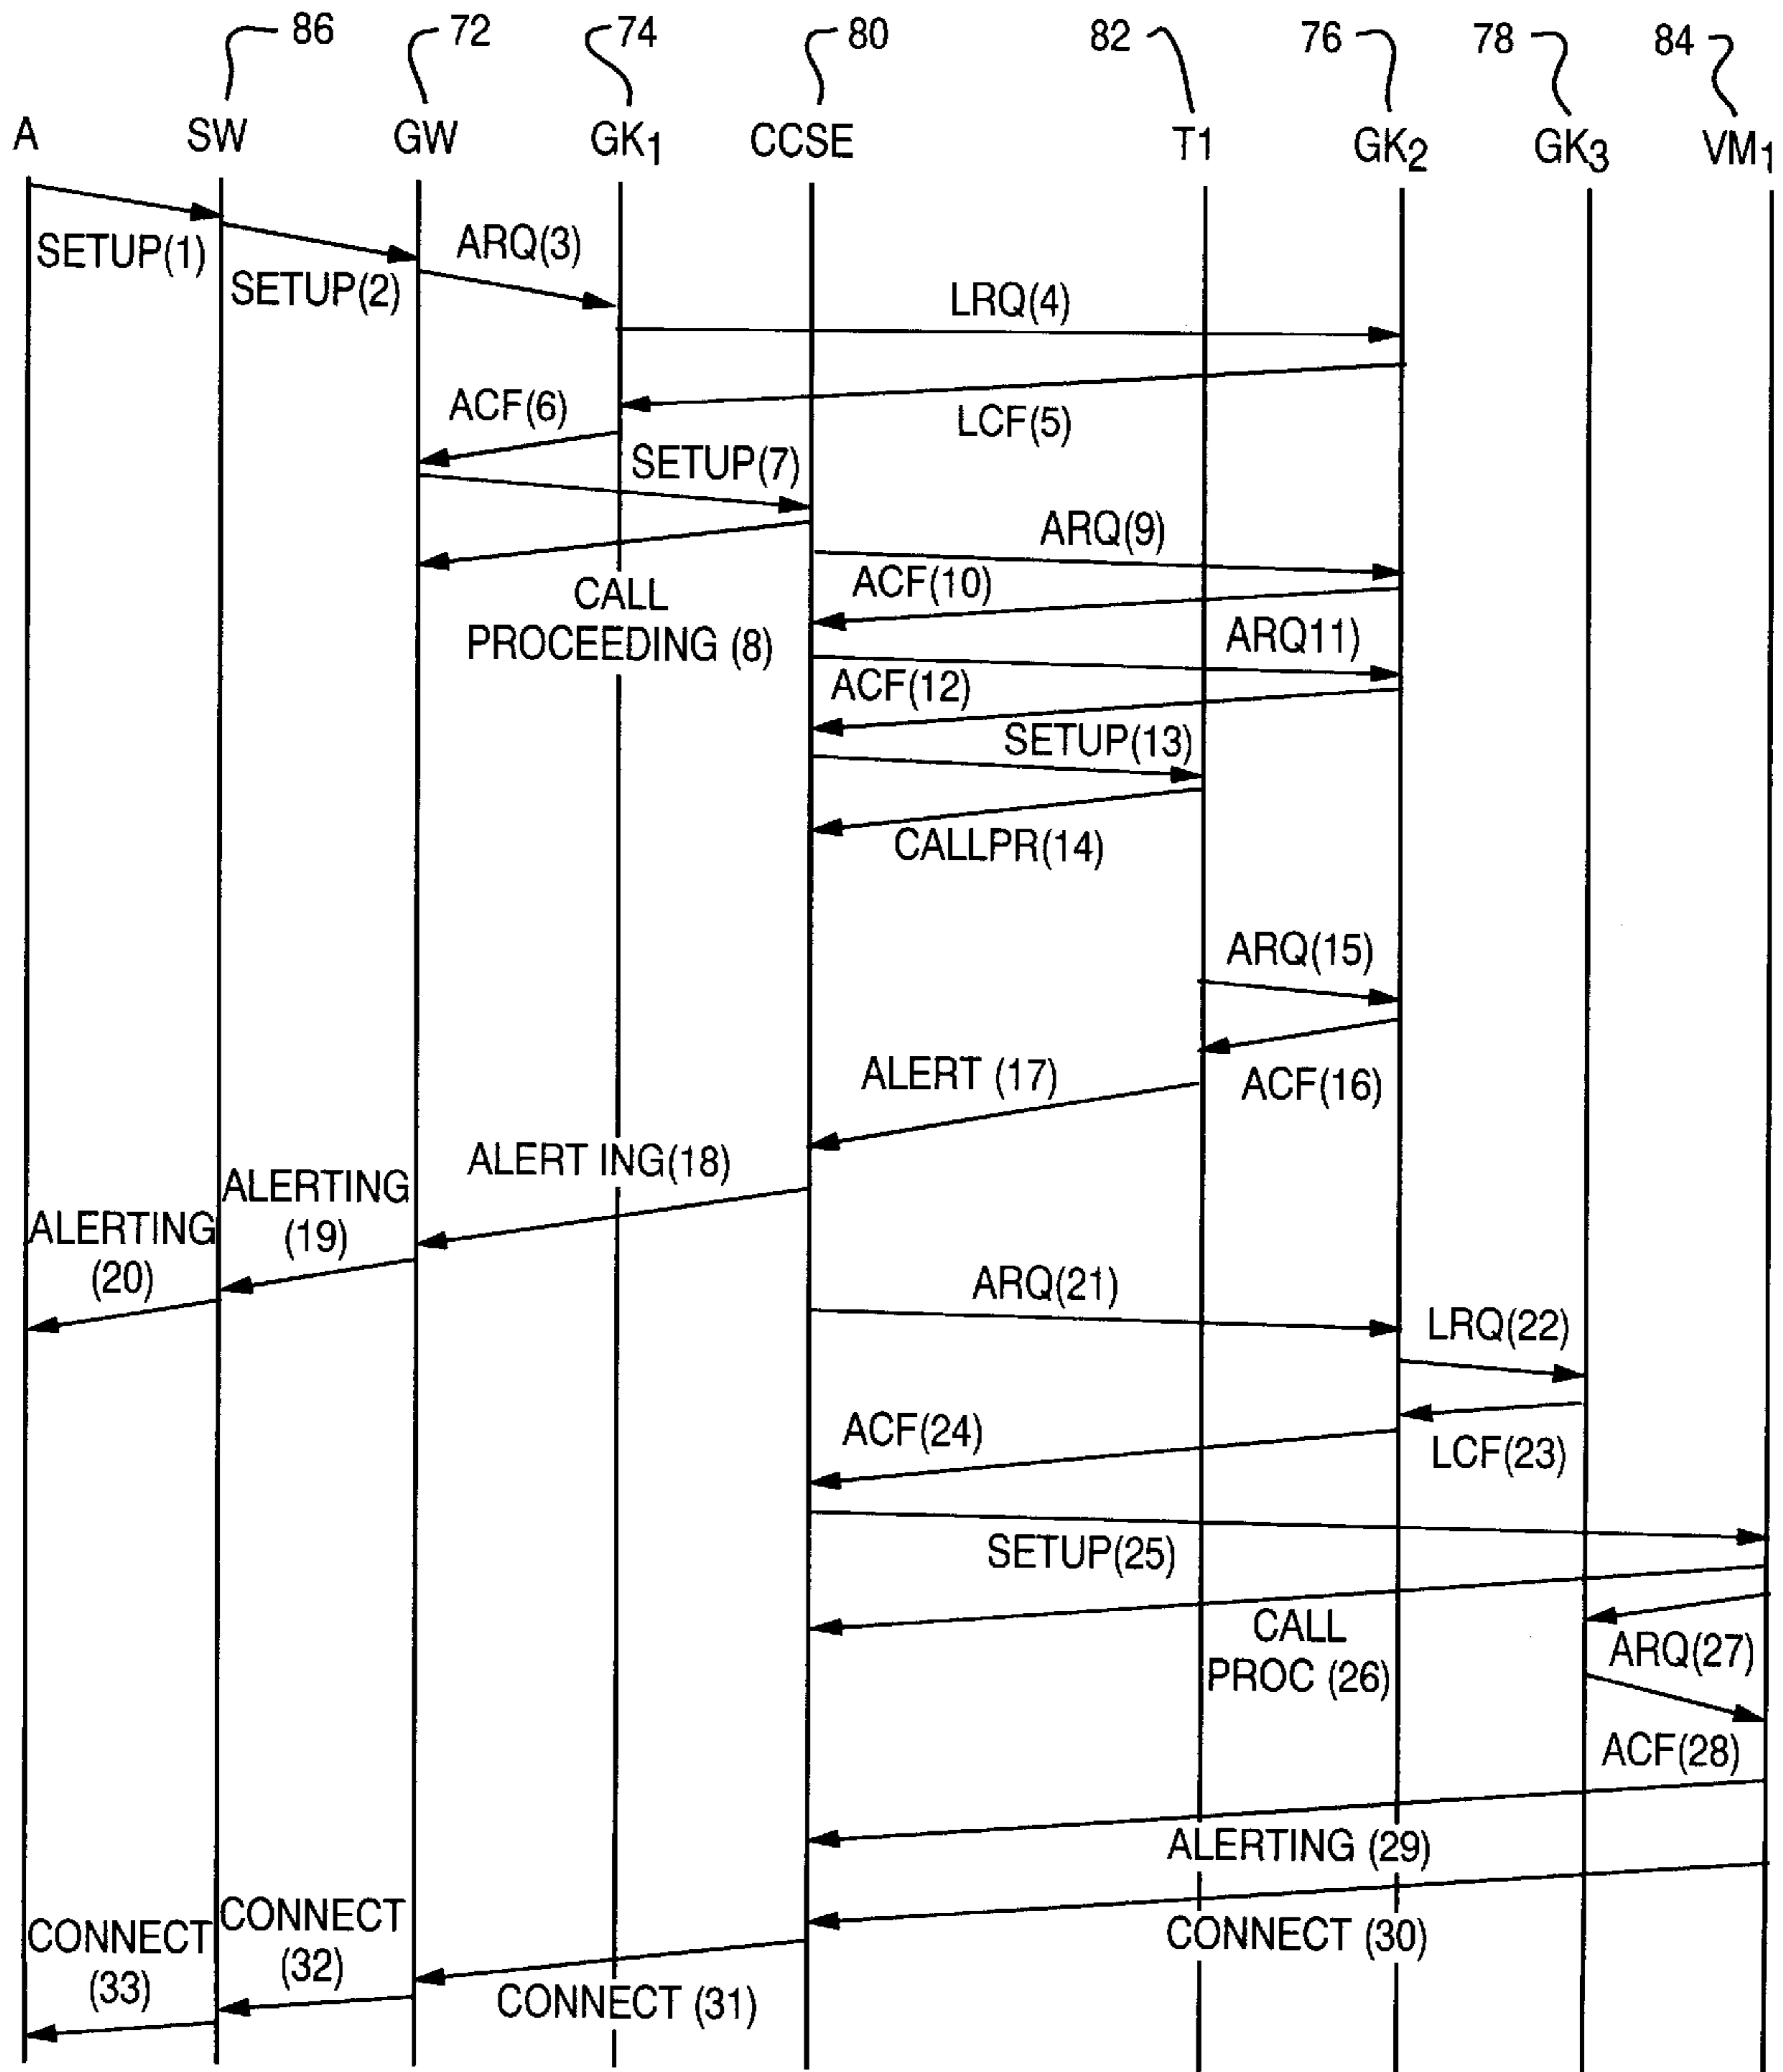 86 72 74 80 82 76 78 84
A SW GW GK1 CCSE T1 GK2 GK3 VM1
SETUP(1)
SETUP(2)
ARQ(3)
LRQ(4)
LCF(5)
ACF(6)
SETUP(7)
CALL
PROCEEDING (8)
ARQ(9)
ACF(10)
ARQ11)
ACF(12)
SETUP(13)
CALLPR(14)
ARQ(15)
ACF(16)
ALERT (17)
ALERT ING(18)
ALERTING
(19)
ALERTING
(20)
ARQ(21)
LRQ(22)
LCF(23)
ACF(24)
SETUP(25)
CALL
PROC (26)
ARQ(27)
ACF(28)
ALERTING (29)
CONNECT (30)
CONNECT (31)
CONNECT
(32)
CONNECT
(33)